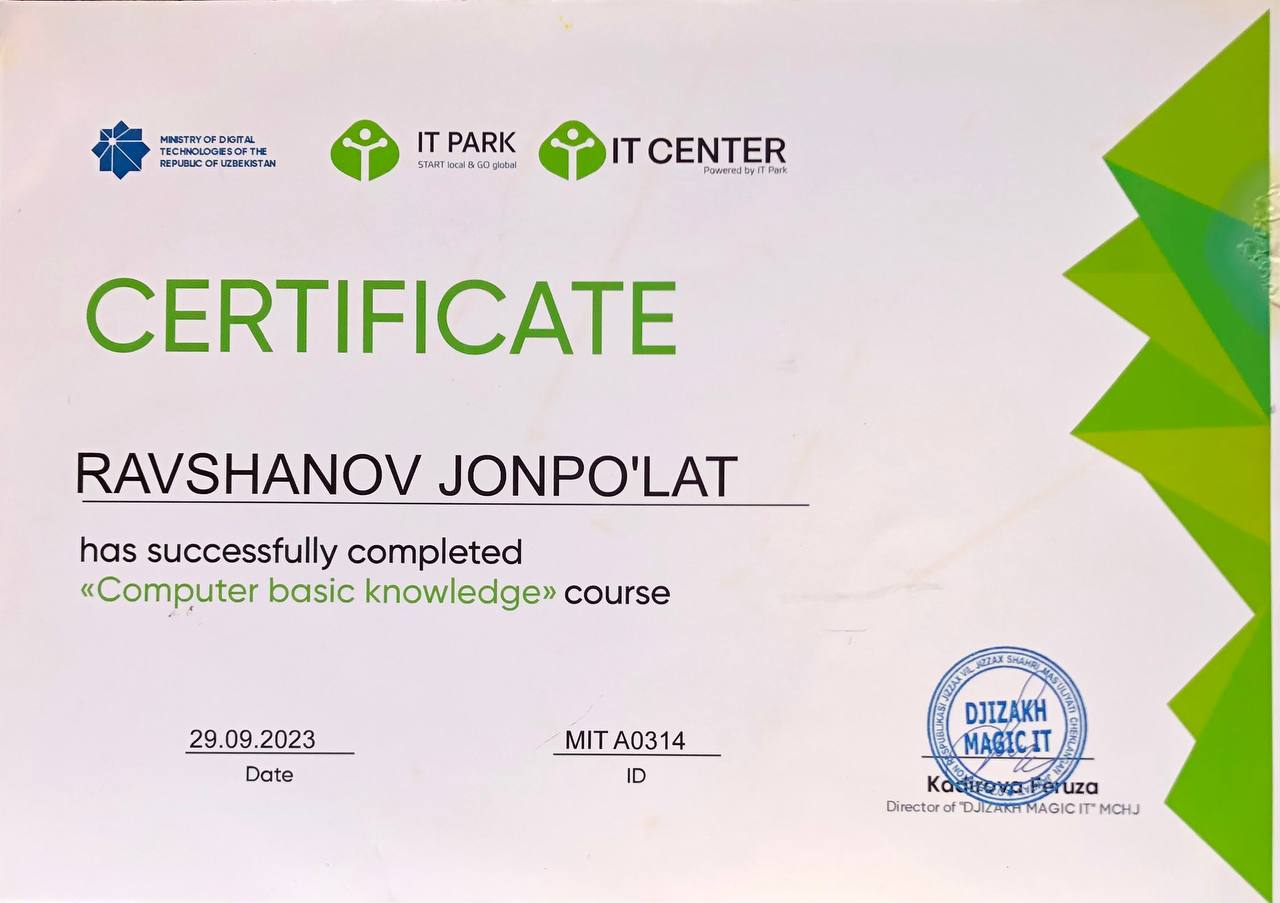 MINISTRY OF DIGITAL
TECHNOLOGIES OF THE
REPUBLIC OF UZBEKISTAN
IT PARK
START local & GO global
IT CENTER
Powered by IT Park
CERTIFICATE
RAVSHANOV JONPO'LAT
has successfully completed
«Computer basic knowledge» course
29.09.2023
Date
MIT A0314
ID
JIZZAX VIL. JIZZAX SHAHRI MAS'ULIYATI CHEKLANGAN
DJIZAKH
MAGIC IT
Kadirova Feruza
Director of "DJIZAKH MAGIC IT" MCHJ